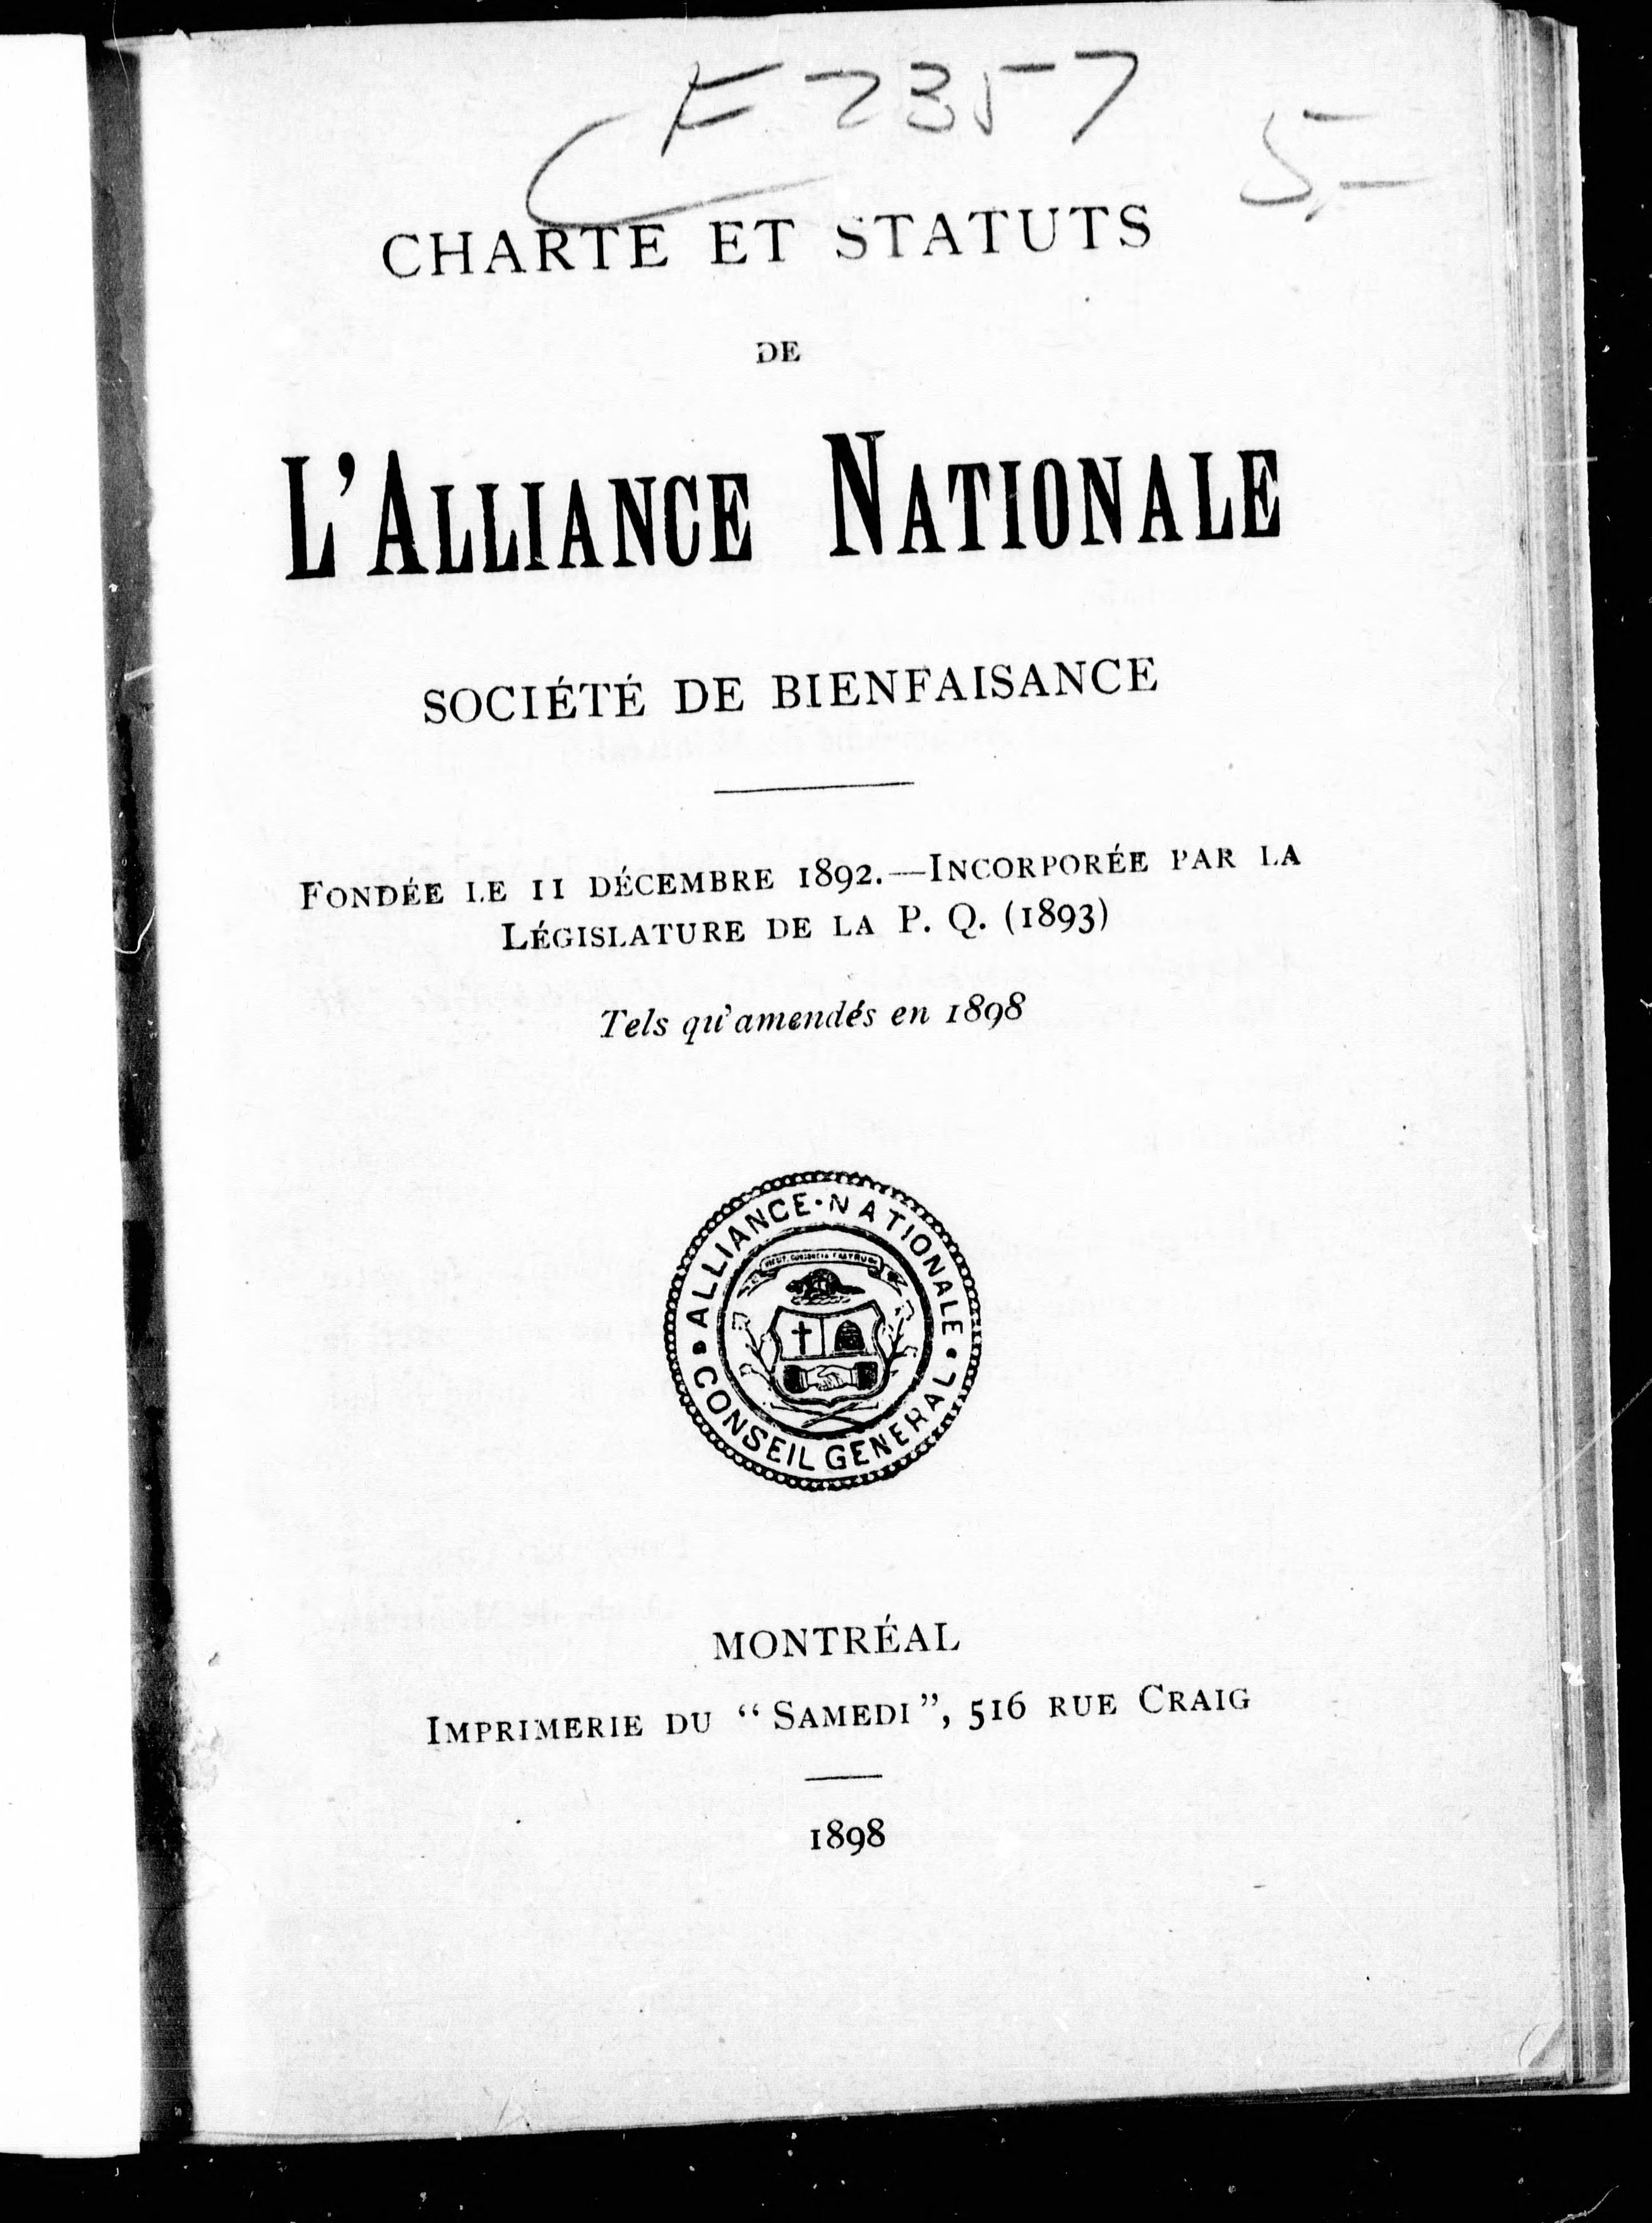 E 2357
5-
CHARTE ET STATUTS
DE
L'ALLIANCE NATIONALE
SOCIÉTÉ DE BIENFAISANCE
FONDÉE LE 11 DÉCEMBRE 1892.—INCORPORÉE PAR LA
LÉGISLATURE DE LA P. Q. (1893)
Tels qu'amendés en 1898
ALLIANCE·NATIONALE
CONSEIL GENERAL
MONTRÉAL
IMPRIMERIE DU “SAMEDI”, 516 RUE CRAIG
1898